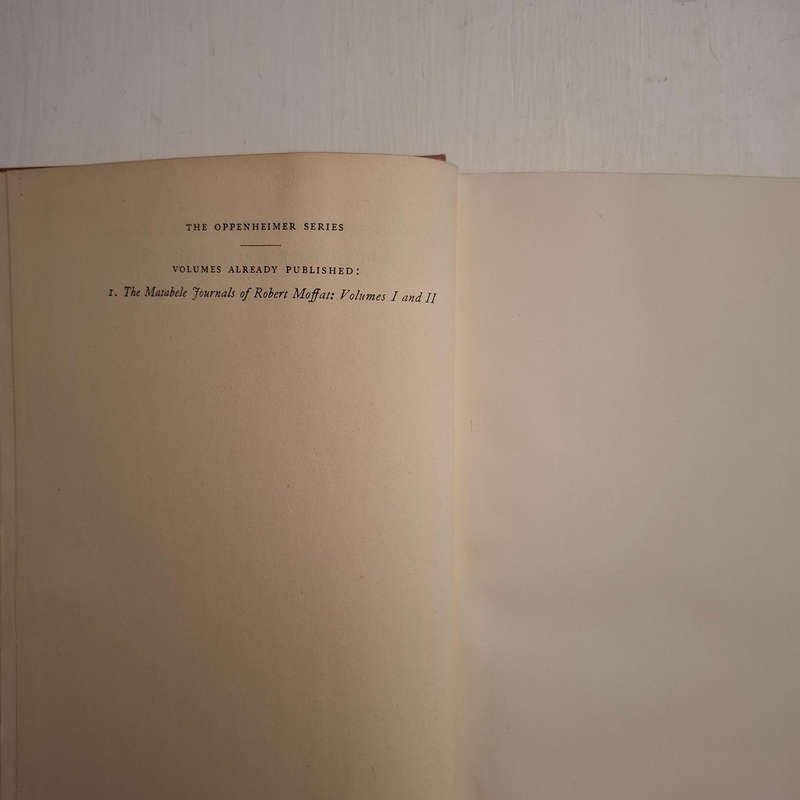 THE OPPENHEIMER SERIES
VOLUMES ALREADY PUBLISHED:
1. The Matabele Journals of Robert Moffat: Volumes I and II